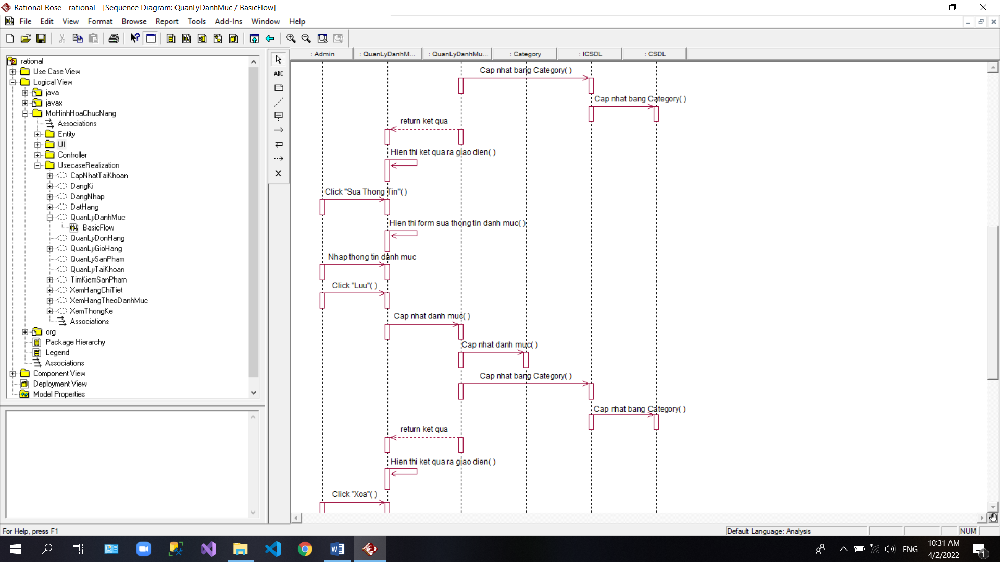 Rational Rose - rational - [Sequence Diagram: QuanLyDanhMuc / BasicFlow]
File Edit View Format Browse Report Tools Add-Ins Window Help
rational
Use Case View
Logical View
java
javax
MoHinhHoaChucNang
Associations
Entity
UI
Controller
UsecaseRealization
CapNhatTaiKhoan
DangKi
DangNhap
DatHang
QuanLyDanhMuc
BasicFlow
QuanLyDonHang
QuanLyGioHang
QuanLySanPham
QuanLyTaiKhoan
TimKiemSanPham
XemHangChiTiet
XemHangTheoDanhMuc
XemThongKe
Associations
org
Package Hierarchy
Legend
Associations
Component View
Deployment View
Model Properties
ABC
: Admin : QuanLyDanhM... : QuanLyDanhMu... : Category : ICSDL : CSDL
Cap nhat bang Category( )
Cap nhat bang Category( )
return ket qua
Hien thi ket qua ra giao dien( )
Click "Sua Thong Tin"( )
Hien thi form sua thong tin danh muc( )
Nhap thong tin danh muc
Click "Luu"( )
Cap nhat danh muc( )
Cap nhat danh muc( )
Cap nhat bang Category( )
Cap nhat bang Category( )
return ket qua
Hien thi ket qua ra giao dien( )
Click "Xoa"( )
For Help, press F1
Default Language: Analysis
NUM
ENG
10:31 AM
4/2/2022
1